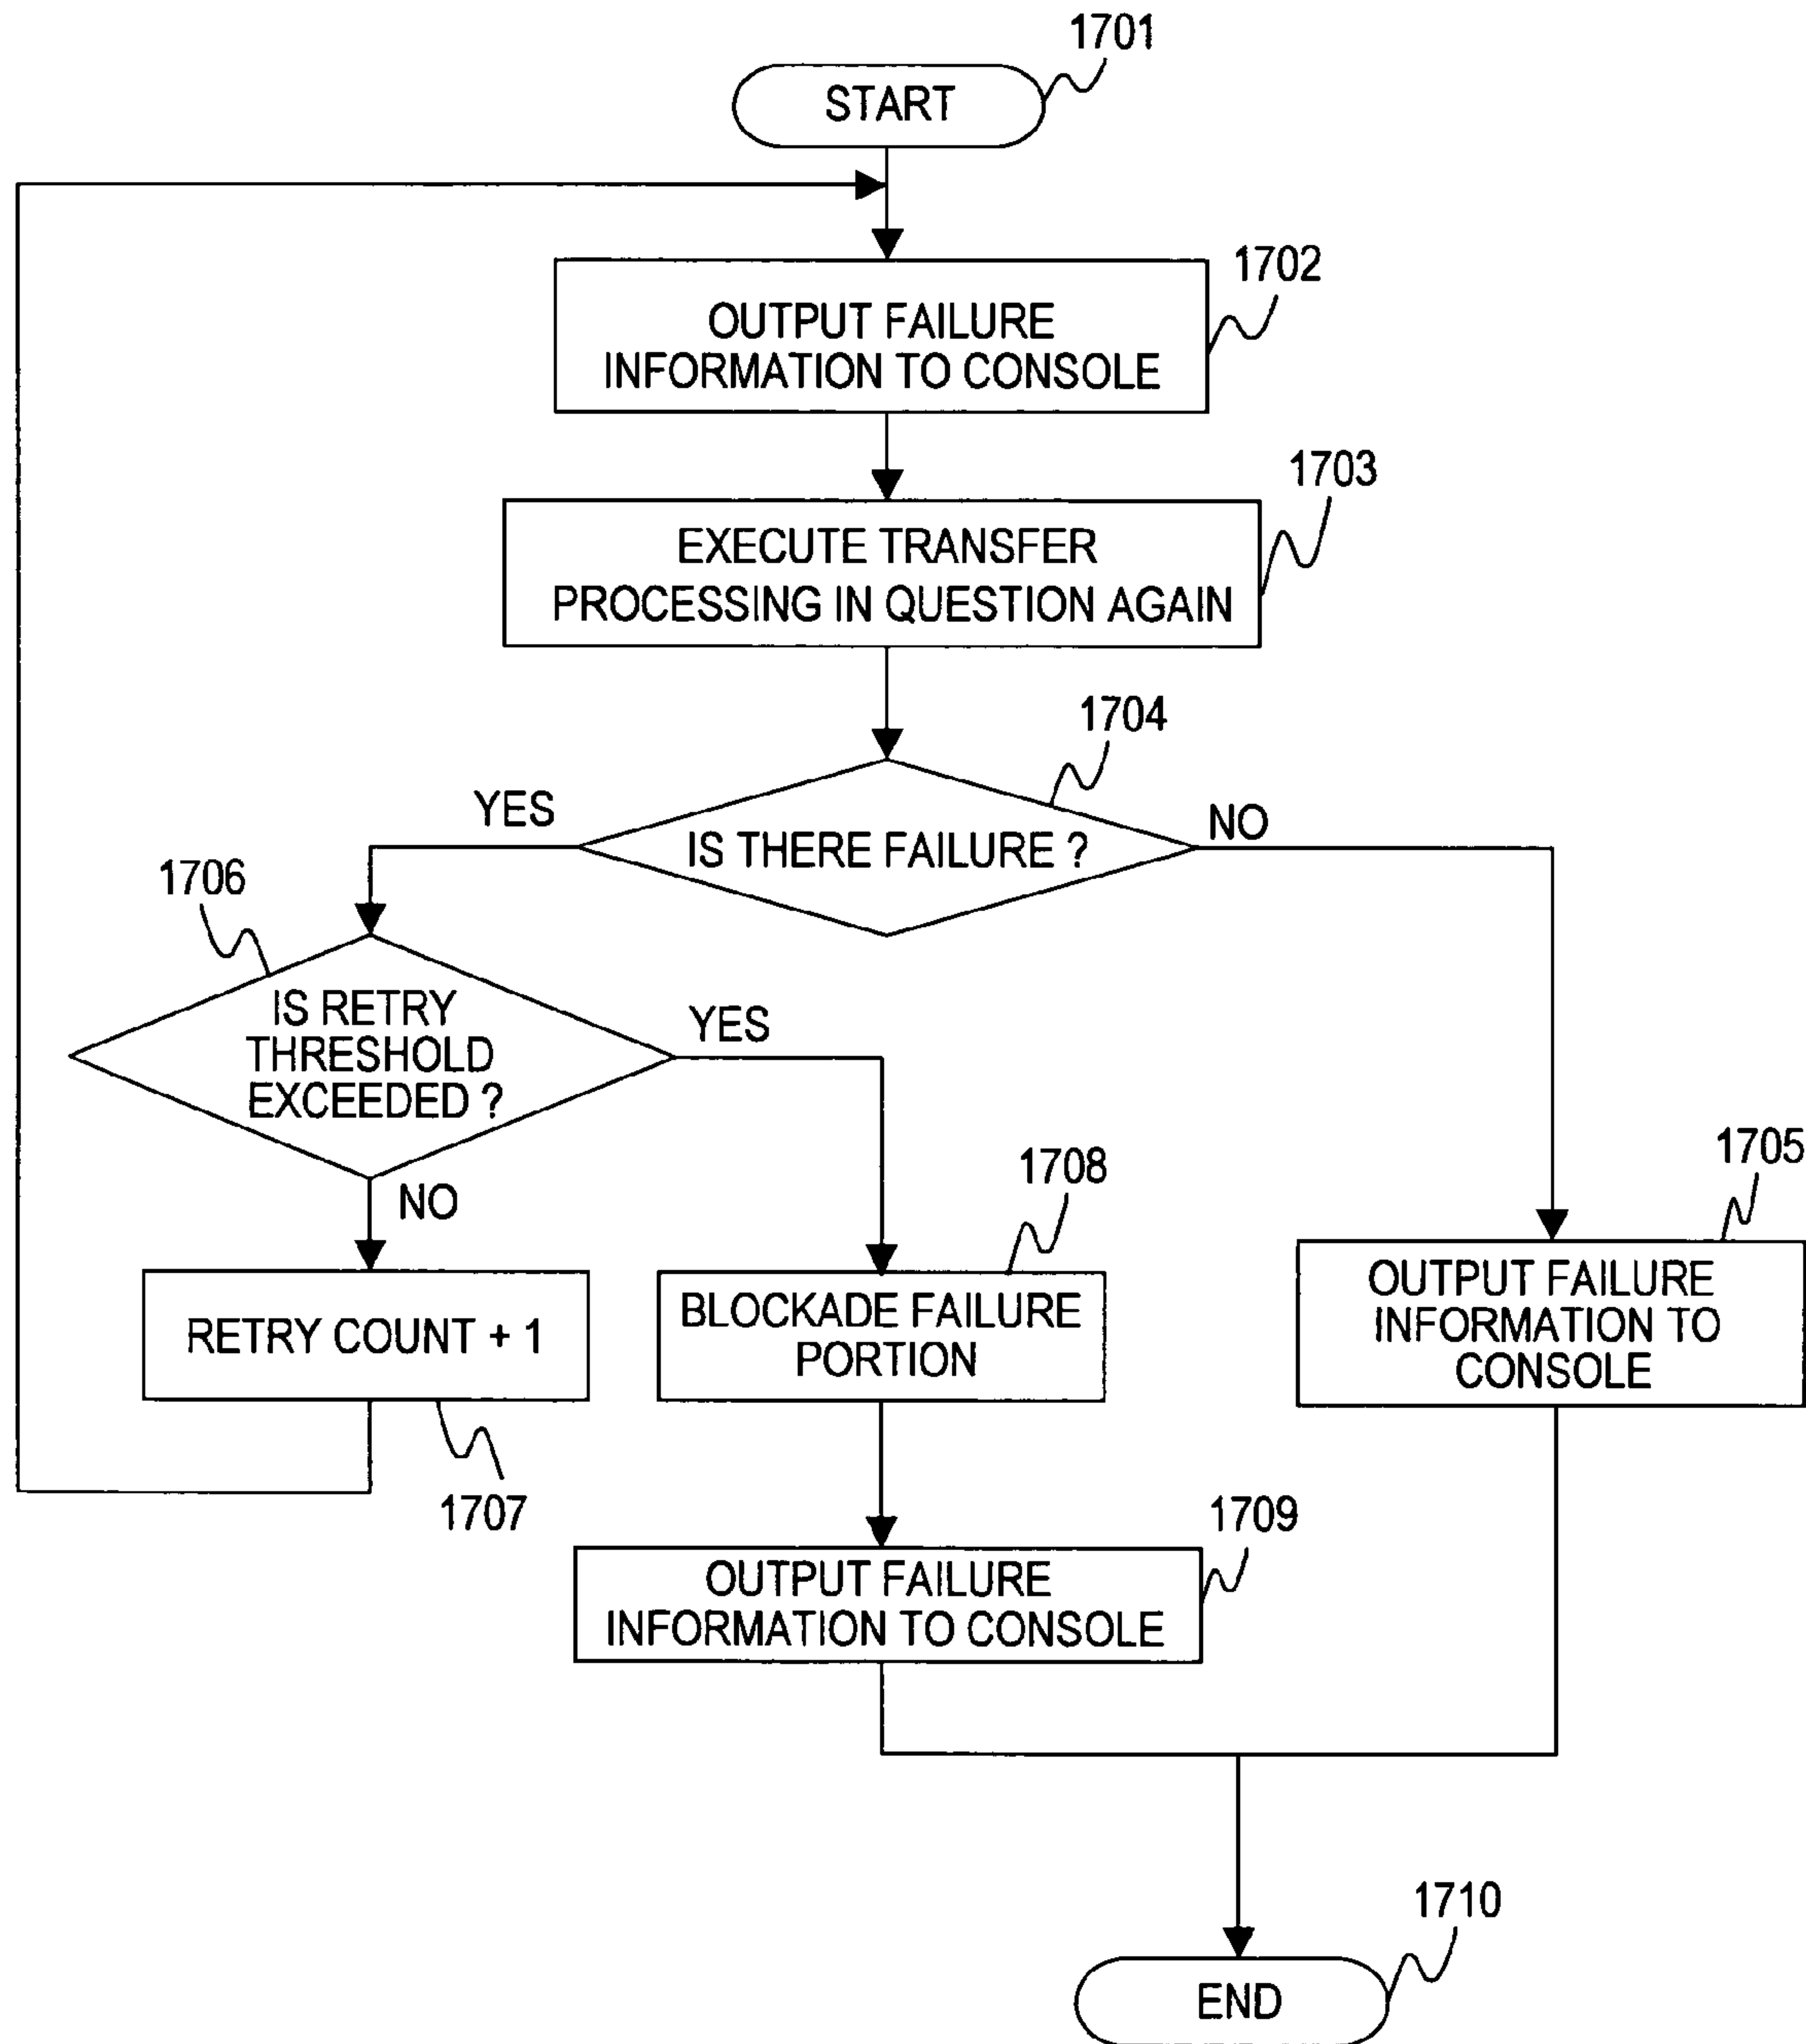 1701
START
1702
OUTPUT FAILURE
INFORMATION TO CONSOLE
1703
EXECUTE TRANSFER
PROCESSING IN QUESTION AGAIN
1704
YES
IS THERE FAILURE ?
NO
1706
IS RETRY
THRESHOLD
EXCEEDED ?
YES
NO
1708
1705
RETRY COUNT + 1
BLOCKADE FAILURE
PORTION
OUTPUT FAILURE
INFORMATION TO
CONSOLE
1707
1709
OUTPUT FAILURE
INFORMATION TO CONSOLE
1710
END